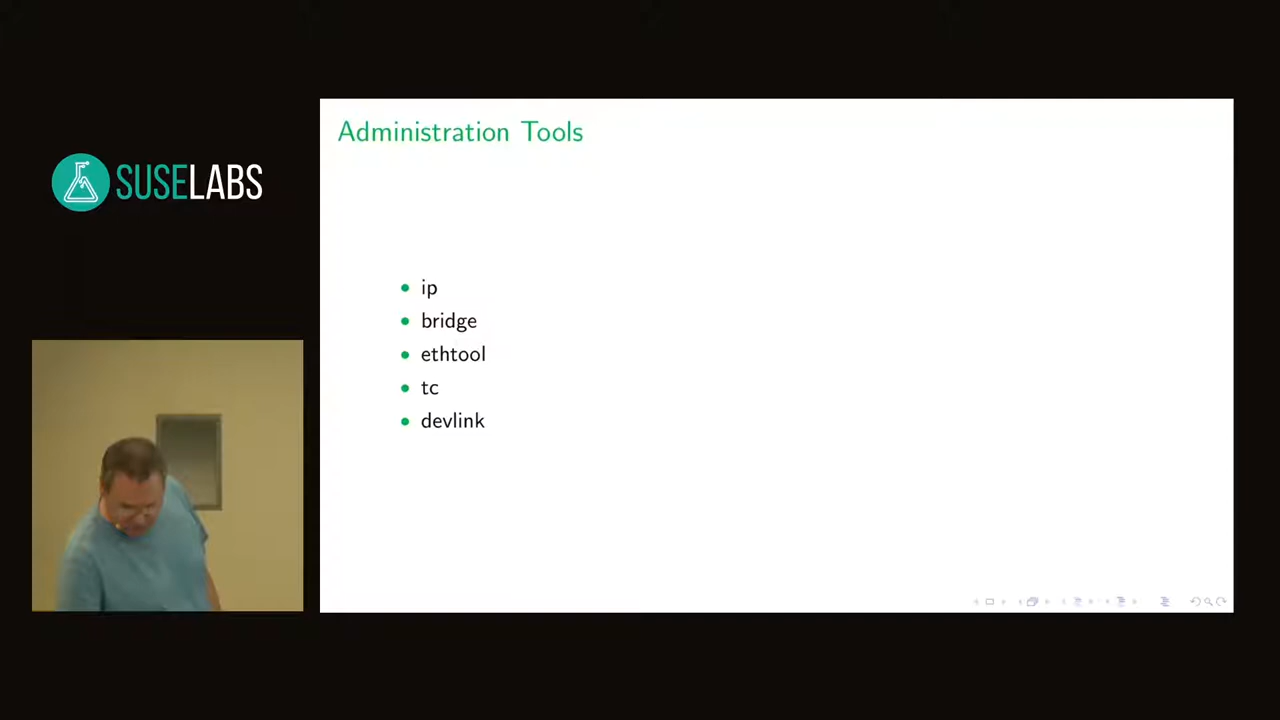 SUSELABS
Administration Tools
ip
bridge
ethtool
tc
devlink